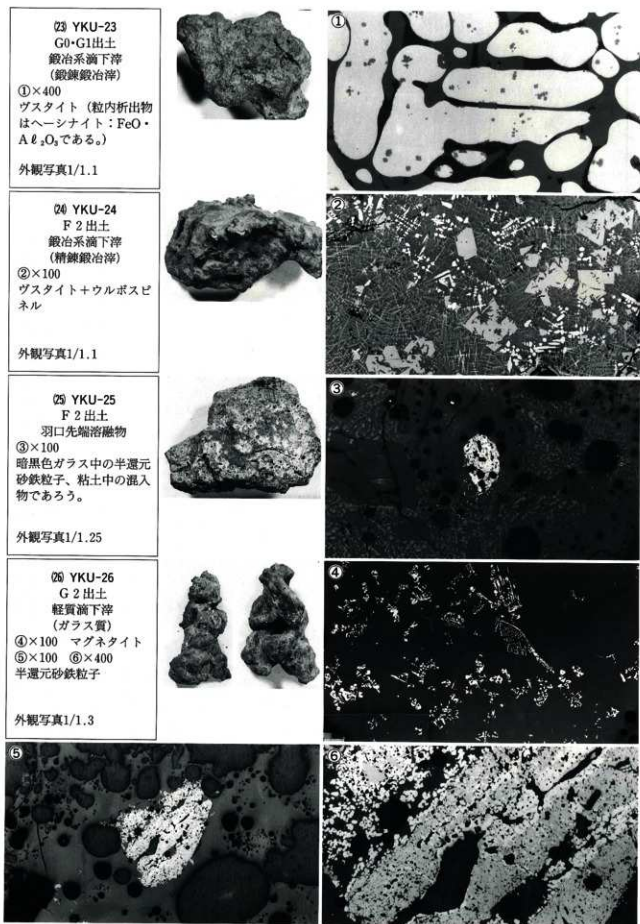 (23) YKU-23
G0・G1出土
鍛冶系滴下滓
(鍛錬鍛冶滓)
①×400
ヴスタイト (粒内析出物
はヘーシナイト:FeO・
Aℓ₂O₃である。)
外観写真1/1.1
①
(24) YKU-24
F2出土
鍛冶系滴下滓
(精錬鍛冶滓)
②×100
ヴスタイト+ウルボスピ
ネル
外観写真1/1.1
②
(25) YKU-25
F2出土
羽口先端溶融物
③×100
暗黒色ガラス中の半還元
砂鉄粒子、粘土中の混入
物であろう。
外観写真1/1.25
③
(26) YKU-26
G2出土
軽質滴下滓
(ガラス質)
④×100 マグネタイト
⑤×100 ⑥×400
半還元砂鉄粒子
外観写真1/1.3
④
⑤
⑥